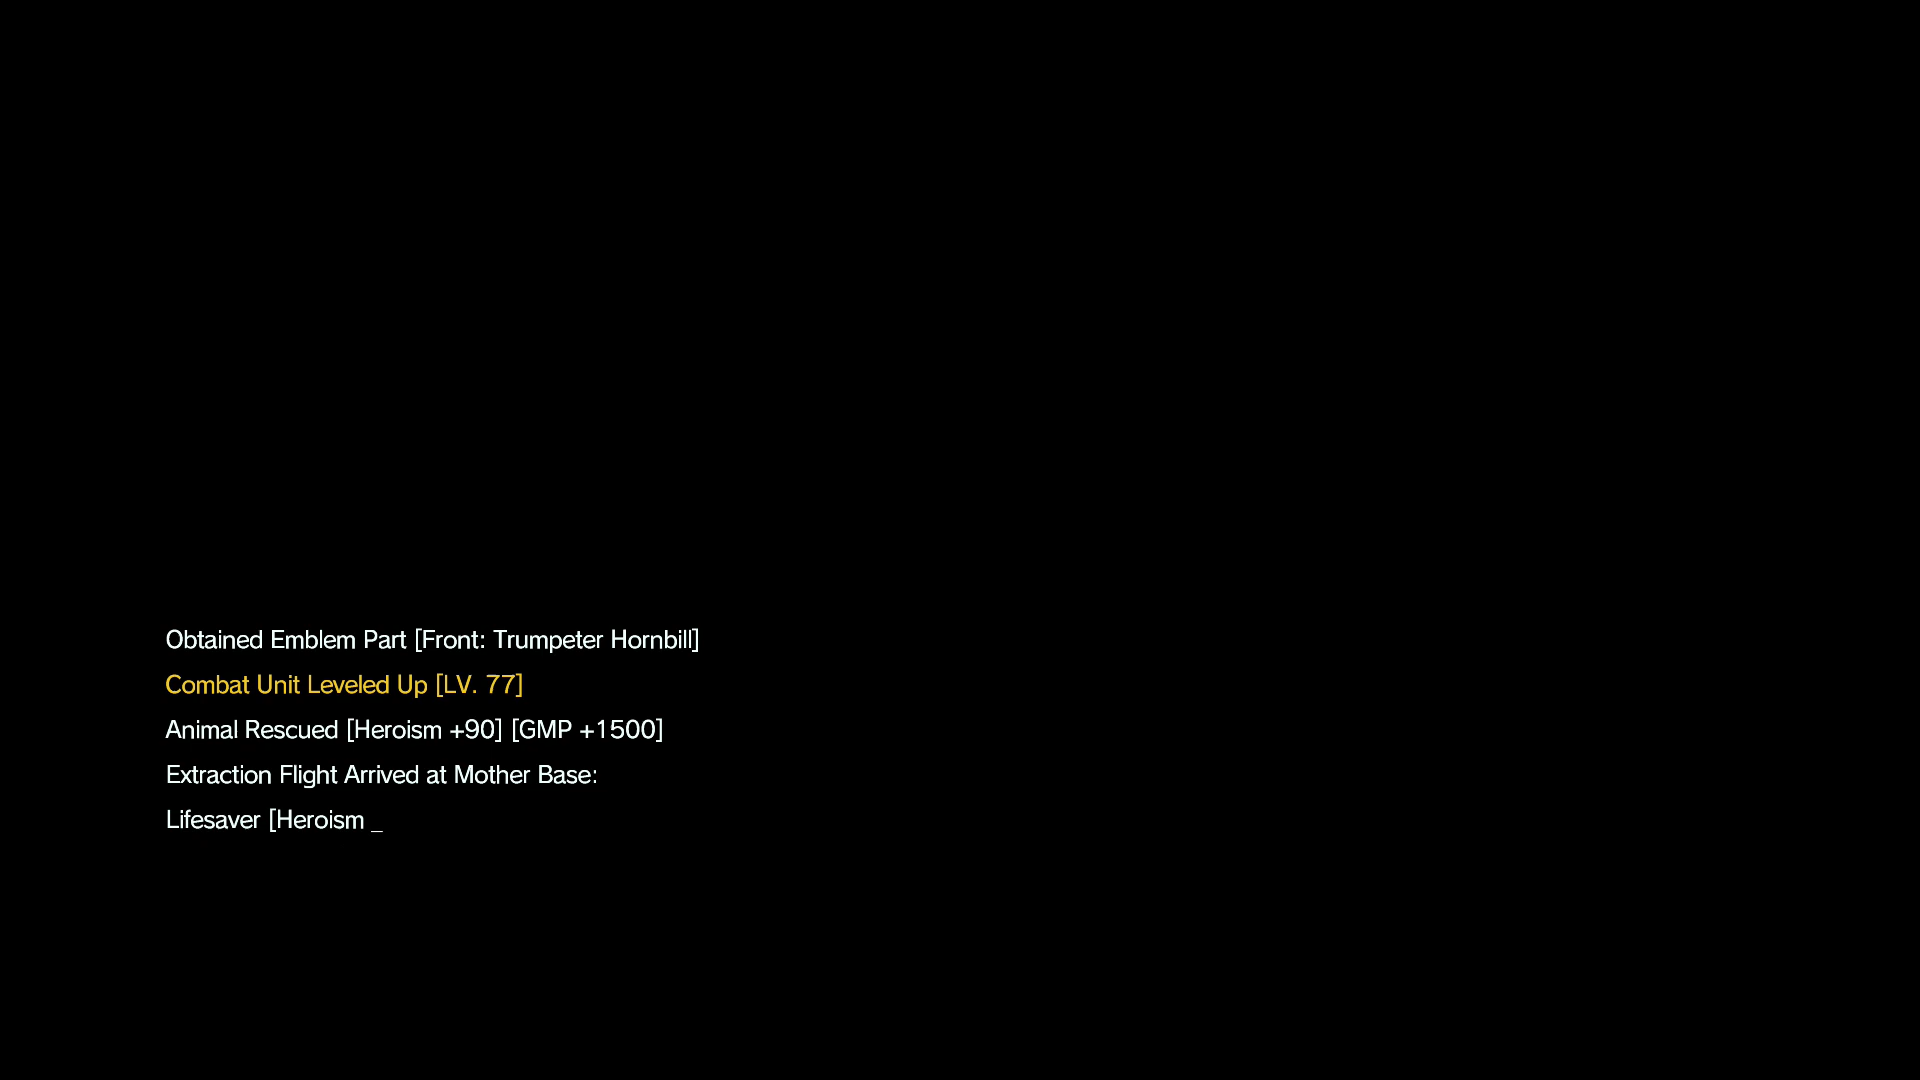 Obtained Emblem Part [Front: Trumpeter Hornbill]
Combat Unit Leveled Up [LV. 77]
Animal Rescued [Heroism +90] [GMP +1500]
Extraction Flight Arrived at Mother Base:
Lifesaver [Heroism _